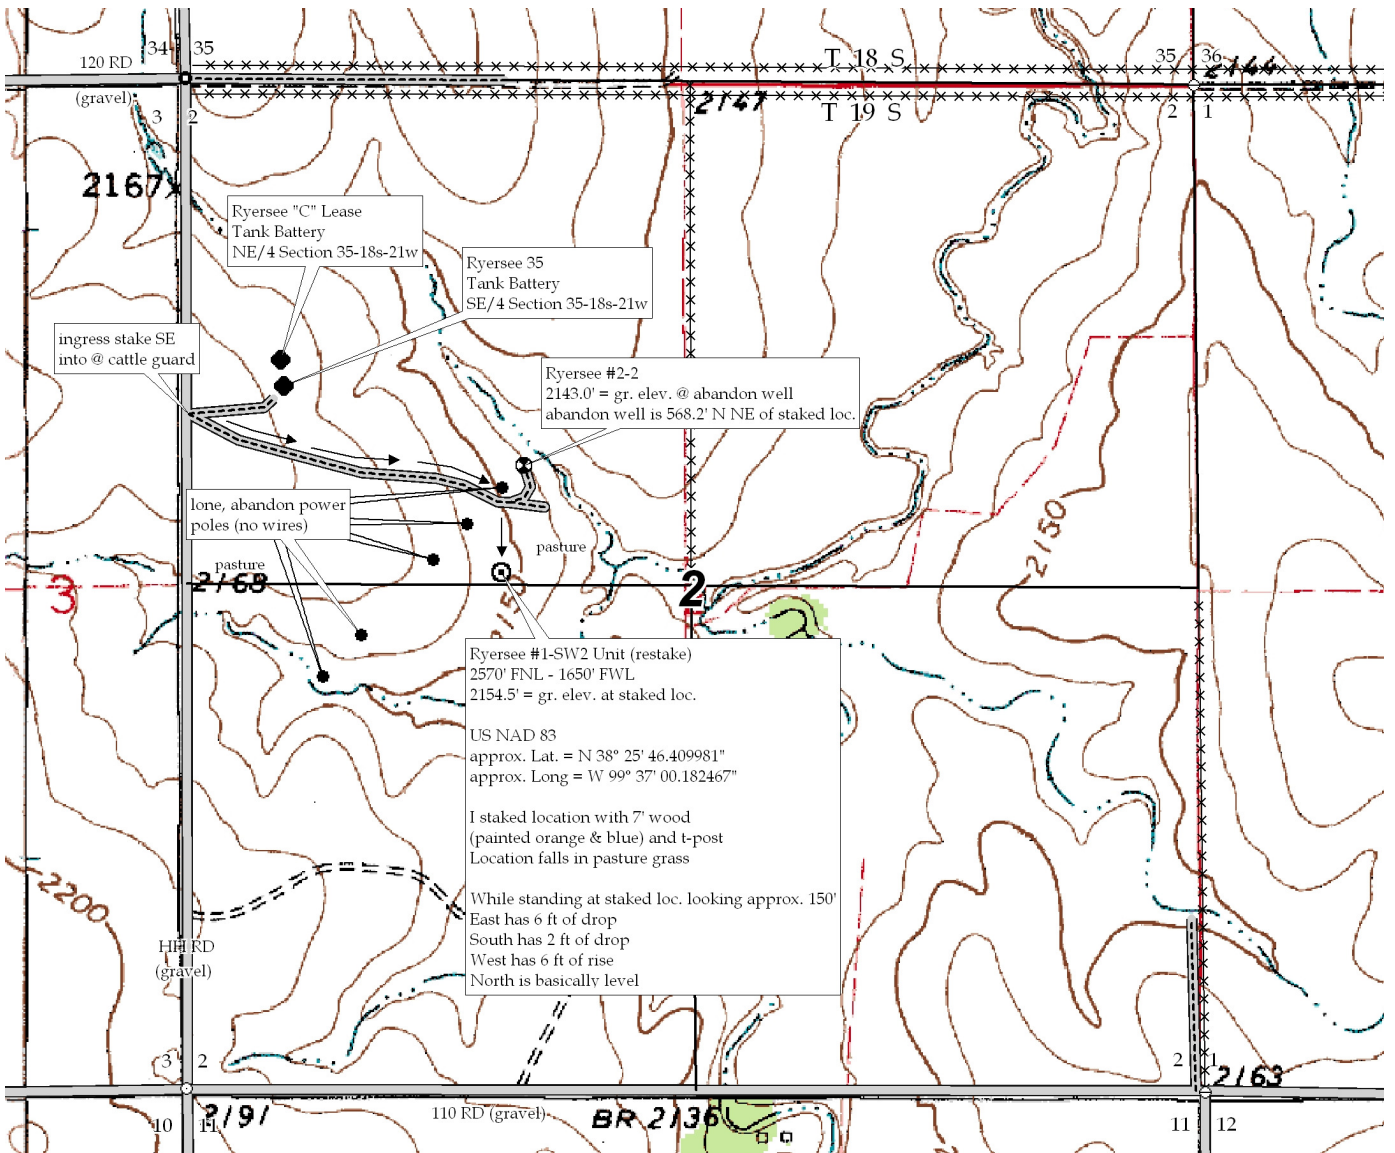 34
35
T 18 S
35
36
120 RD
2144
(gravel)
3
2
2147
T 19 S
2
1
2167
Ryersee "C" Lease
Tank Battery
NE/4 Section 35-18s-21w
Ryersee 35
Tank Battery
SE/4 Section 35-18s-21w
ingress stake SE
into @ cattle guard
Ryersee #2-2
2143.0' = gr. elev. @ abandon well
abandon well is 568.2' N NE of staked loc.
lone, abandon power
poles (no wires)
pasture
pasture
2150
3
2165
2
2150
Ryersee #1-SW2 Unit (restake)
2570' FNL - 1650' FWL
2154.5' = gr. elev. at staked loc.
US NAD 83
approx. Lat. = N 38° 25' 46.409981"
approx. Long = W 99° 37' 00.182467"
I staked location with 7' wood
(painted orange & blue) and t-post
Location falls in pasture grass
While standing at staked loc. looking approx. 150'
East has 6 ft of drop
South has 2 ft of drop
West has 6 ft of rise
North is basically level
2200
HH RD
(gravel)
3
2
2
1
2163
2191
110 RD (gravel)
BR 2136
10
11
11
12